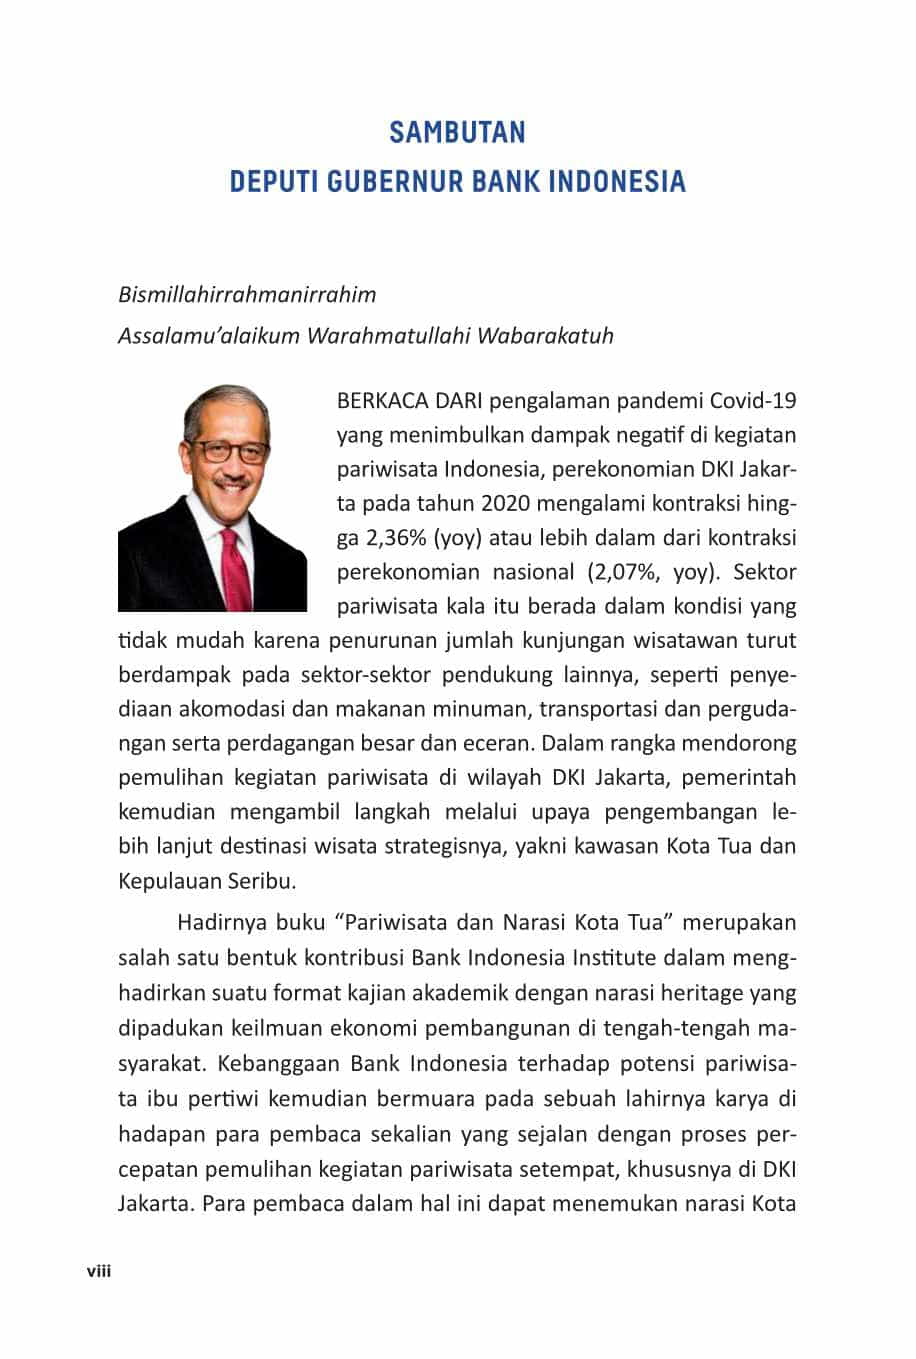 SAMBUTAN
DEPUTI GUBERNUR BANK INDONESIA
Bismillahirrahmanirrahim
Assalamu’alaikum Warahmatullahi Wabarakatuh
BERKACA DARI pengalaman pandemi Covid-19
yang menimbulkan dampak negatif di kegiatan
pariwisata Indonesia, perekonomian DKI Jakar-
ta pada tahun 2020 mengalami kontraksi hing-
ga 2,36% (yoy) atau lebih dalam dari kontraksi
perekonomian nasional (2,07%, yoy). Sektor
pariwisata kala itu berada dalam kondisi yang
tidak mudah karena penurunan jumlah kunjungan wisatawan turut
berdampak pada sektor-sektor pendukung lainnya, seperti penye-
diaan akomodasi dan makanan minuman, transportasi dan perguda-
ngan serta perdagangan besar dan eceran. Dalam rangka mendorong
pemulihan kegiatan pariwisata di wilayah DKI Jakarta, pemerintah
kemudian mengambil langkah melalui upaya pengembangan le-
bih lanjut destinasi wisata strategisnya, yakni kawasan Kota Tua dan
Kepulauan Seribu.
Hadirnya buku “Pariwisata dan Narasi Kota Tua” merupakan
salah satu bentuk kontribusi Bank Indonesia Institute dalam meng-
hadirkan suatu format kajian akademik dengan narasi heritage yang
dipadukan keilmuan ekonomi pembangunan di tengah-tengah ma-
syarakat. Kebanggaan Bank Indonesia terhadap potensi pariwisa-
ta ibu pertiwi kemudian bermuara pada sebuah lahirnya karya di
hadapan para pembaca sekalian yang sejalan dengan proses per-
cepatan pemulihan kegiatan pariwisata setempat, khususnya di DKI
Jakarta. Para pembaca dalam hal ini dapat menemukan narasi Kota
viii